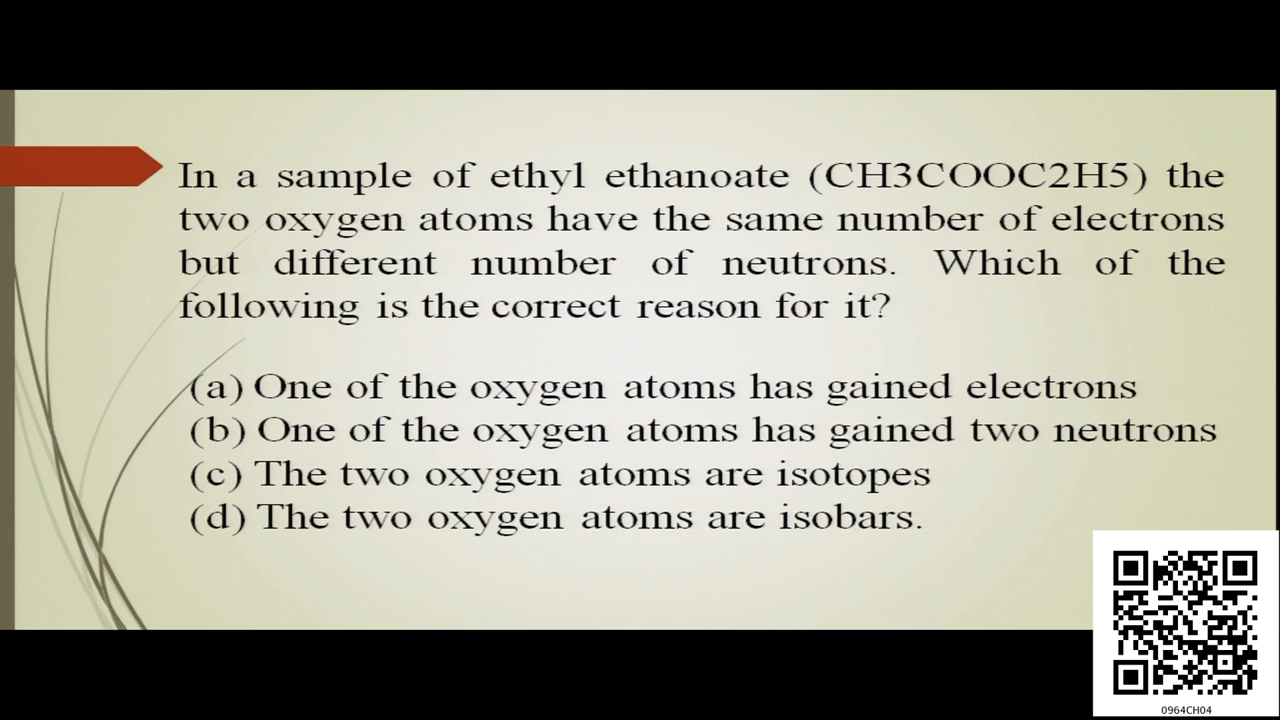 In a sample of ethyl ethanoate (CH3COOC2H5) the
two oxygen atoms have the same number of electrons
but different number of neutrons. Which of the
following is the correct reason for it?
(a) One of the oxygen atoms has gained electrons
(b) One of the oxygen atoms has gained two neutrons
(c) The two oxygen atoms are isotopes
(d) The two oxygen atoms are isobars.
0964CH04